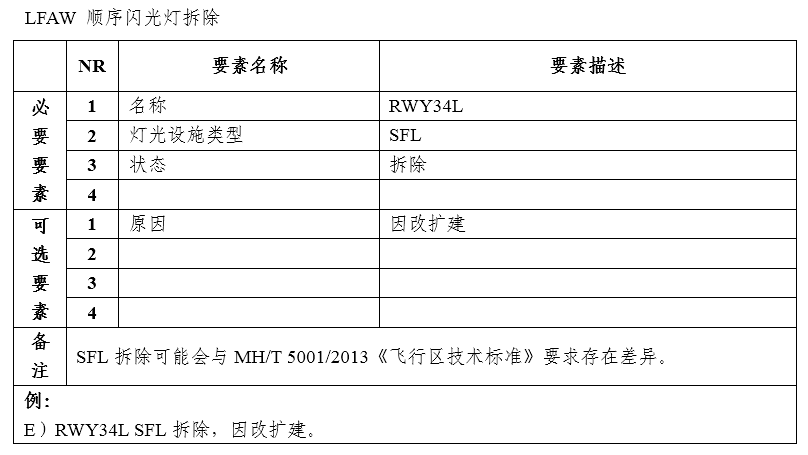 LFAW 顺序闪光灯拆除
NR 要素名称 要素描述
必要要素
1 名称 RWY34L
2 灯光设施类型 SFL
3 状态 拆除
4
可选要素
1 原因 因改扩建
2
3
4
备注
SFL 拆除可能会与 MH/T 5001/2013《飞行区技术标准》要求存在差异。
例：
E）RWY34L SFL 拆除，因改扩建。